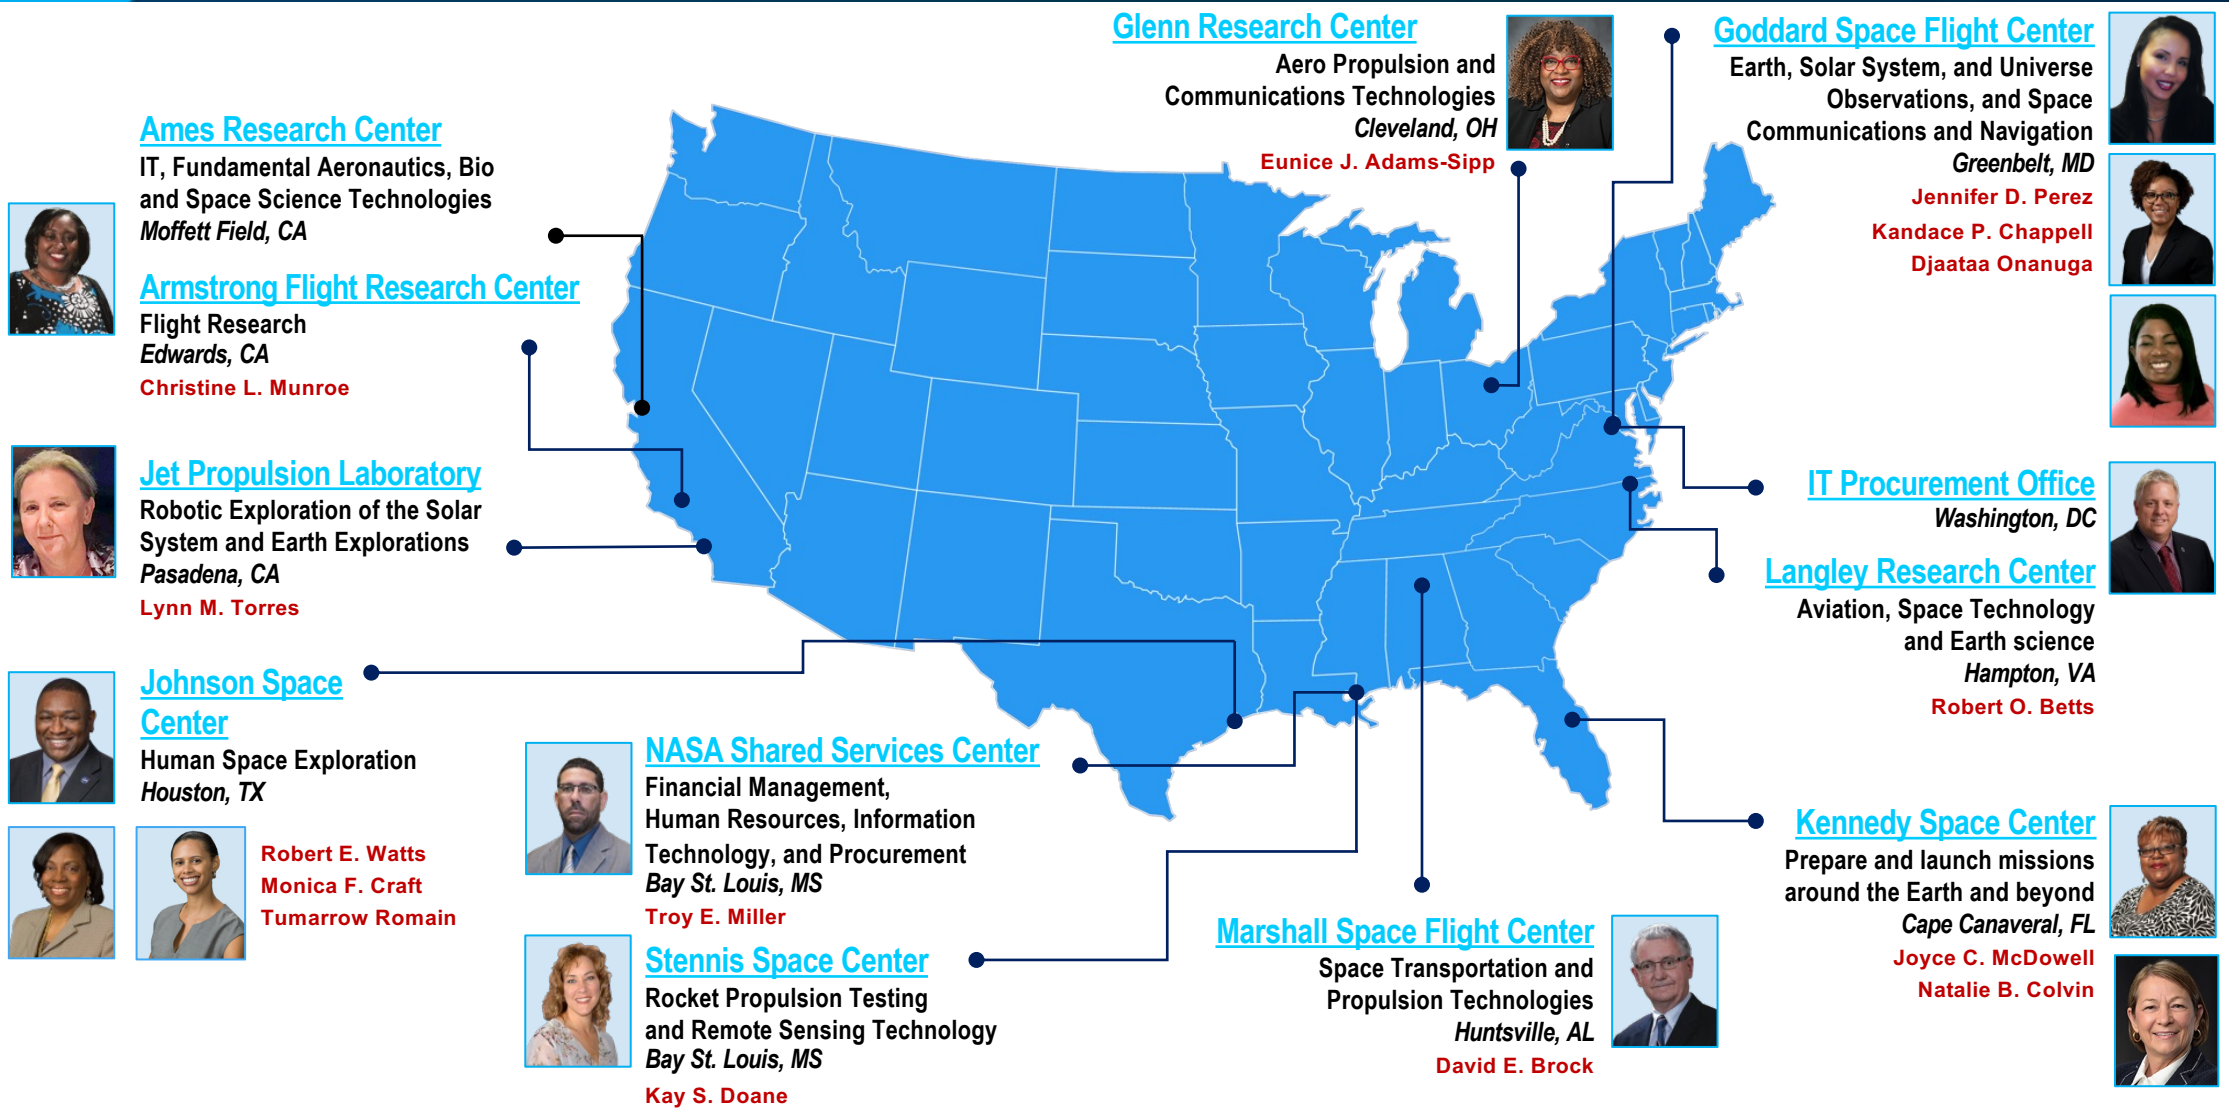 Ames Research Center
IT, Fundamental Aeronautics, Bio
and Space Science Technologies
Moffett Field, CA
Armstrong Flight Research Center
Flight Research
Edwards, CA
Christine L. Munroe
Jet Propulsion Laboratory
Robotic Exploration of the Solar
System and Earth Explorations
Pasadena, CA
Lynn M. Torres
Johnson Space
Center
Human Space Exploration
Houston, TX
Robert E. Watts
Monica F. Craft
Tumarrow Romain
NASA Shared Services Center
Financial Management,
Human Resources, Information
Technology, and Procurement
Bay St. Louis, MS
Troy E. Miller
Stennis Space Center
Rocket Propulsion Testing
and Remote Sensing Technology
Bay St. Louis, MS
Kay S. Doane
Glenn Research Center
Aero Propulsion and
Communications Technologies
Cleveland, OH
Eunice J. Adams-Sipp
Marshall Space Flight Center
Space Transportation and
Propulsion Technologies
Huntsville, AL
David E. Brock
Goddard Space Flight Center
Earth, Solar System, and Universe
Observations, and Space
Communications and Navigation
Greenbelt, MD
Jennifer D. Perez
Kandace P. Chappell
Djaataa Onanuga
IT Procurement Office
Washington, DC
Langley Research Center
Aviation, Space Technology
and Earth science
Hampton, VA
Robert O. Betts
Kennedy Space Center
Prepare and launch missions
around the Earth and beyond
Cape Canaveral, FL
Joyce C. McDowell
Natalie B. Colvin